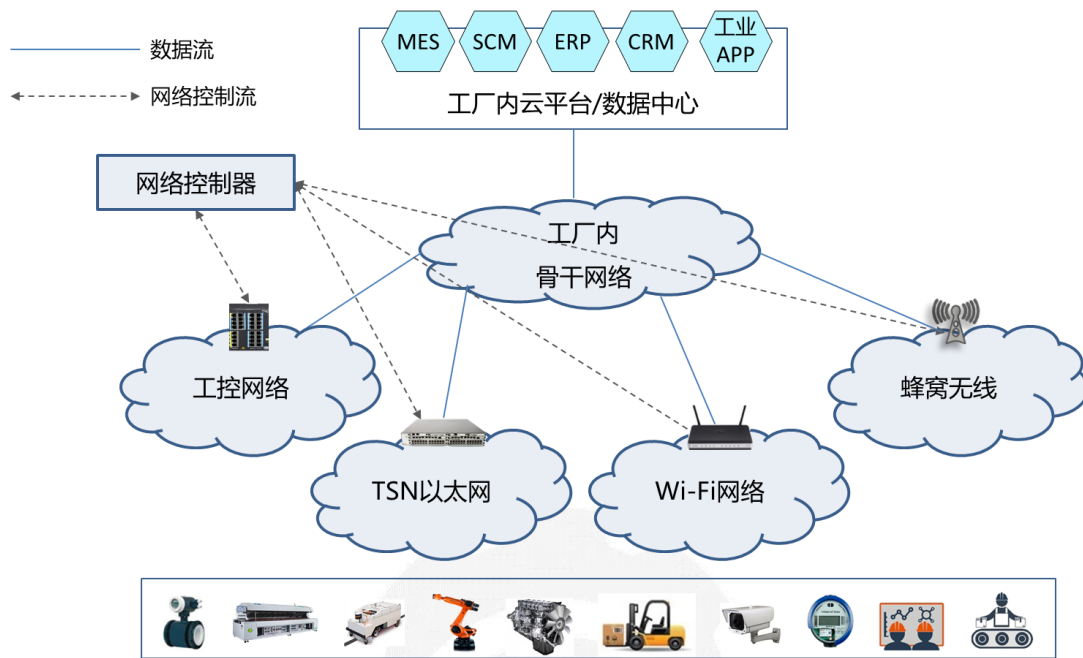 数据流
网络控制流
MES
SCM
ERP
CRM
工业
APP
工厂内云平台/数据中心
网络控制器
工厂内
骨干网络
工控网络
蜂窝无线
TSN以太网
Wi-Fi网络